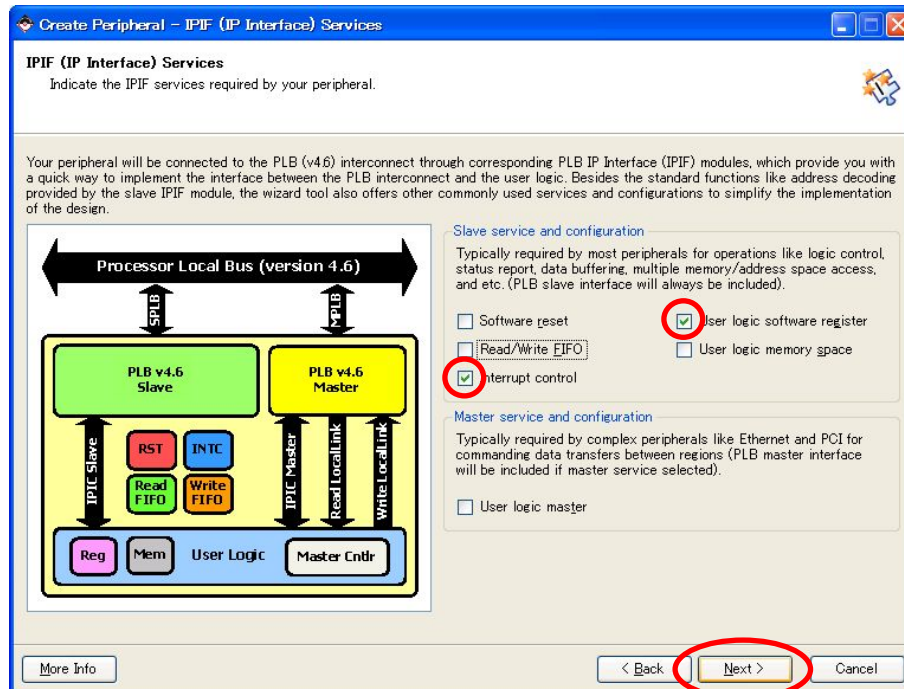 Create Peripheral - IPIF (IP Interface) Services
IPIF (IP Interface) Services
Indicate the IPIF services required by your peripheral.
Your peripheral will be connected to the PLB (v4.6) interconnect through corresponding PLB IP Interface (IPIF) modules, which provide you with
a quick way to implement the interface between the PLB interconnect and the user logic. Besides the standard functions like address decoding
provided by the slave IPIF module, the wizard tool also offers other commonly used services and configurations to simplify the implementation
of the design.
Processor Local Bus (version 4.6)
SPLB
MPLB
PLB v4.6
Slave
PLB v4.6
Master
IPIC Slave
RST
INTC
Read
FIFO
Write
FIFO
IPIC Master
Read LocalLink
Write LocalLink
Reg
Mem
User Logic
Master Cntlr
Slave service and configuration
Typically required by most peripherals for operations like logic control,
status report, data buffering, multiple memory/address space access,
and etc. (PLB slave interface will always be included).
Software reset
User logic software register
Read/Write FIFO
User logic memory space
Interrupt control
Master service and configuration
Typically required by complex peripherals like Ethernet and PCI for
commanding data transfers between regions (PLB master interface
will be included if master service selected).
User logic master
More Info
< Back
Next >
Cancel